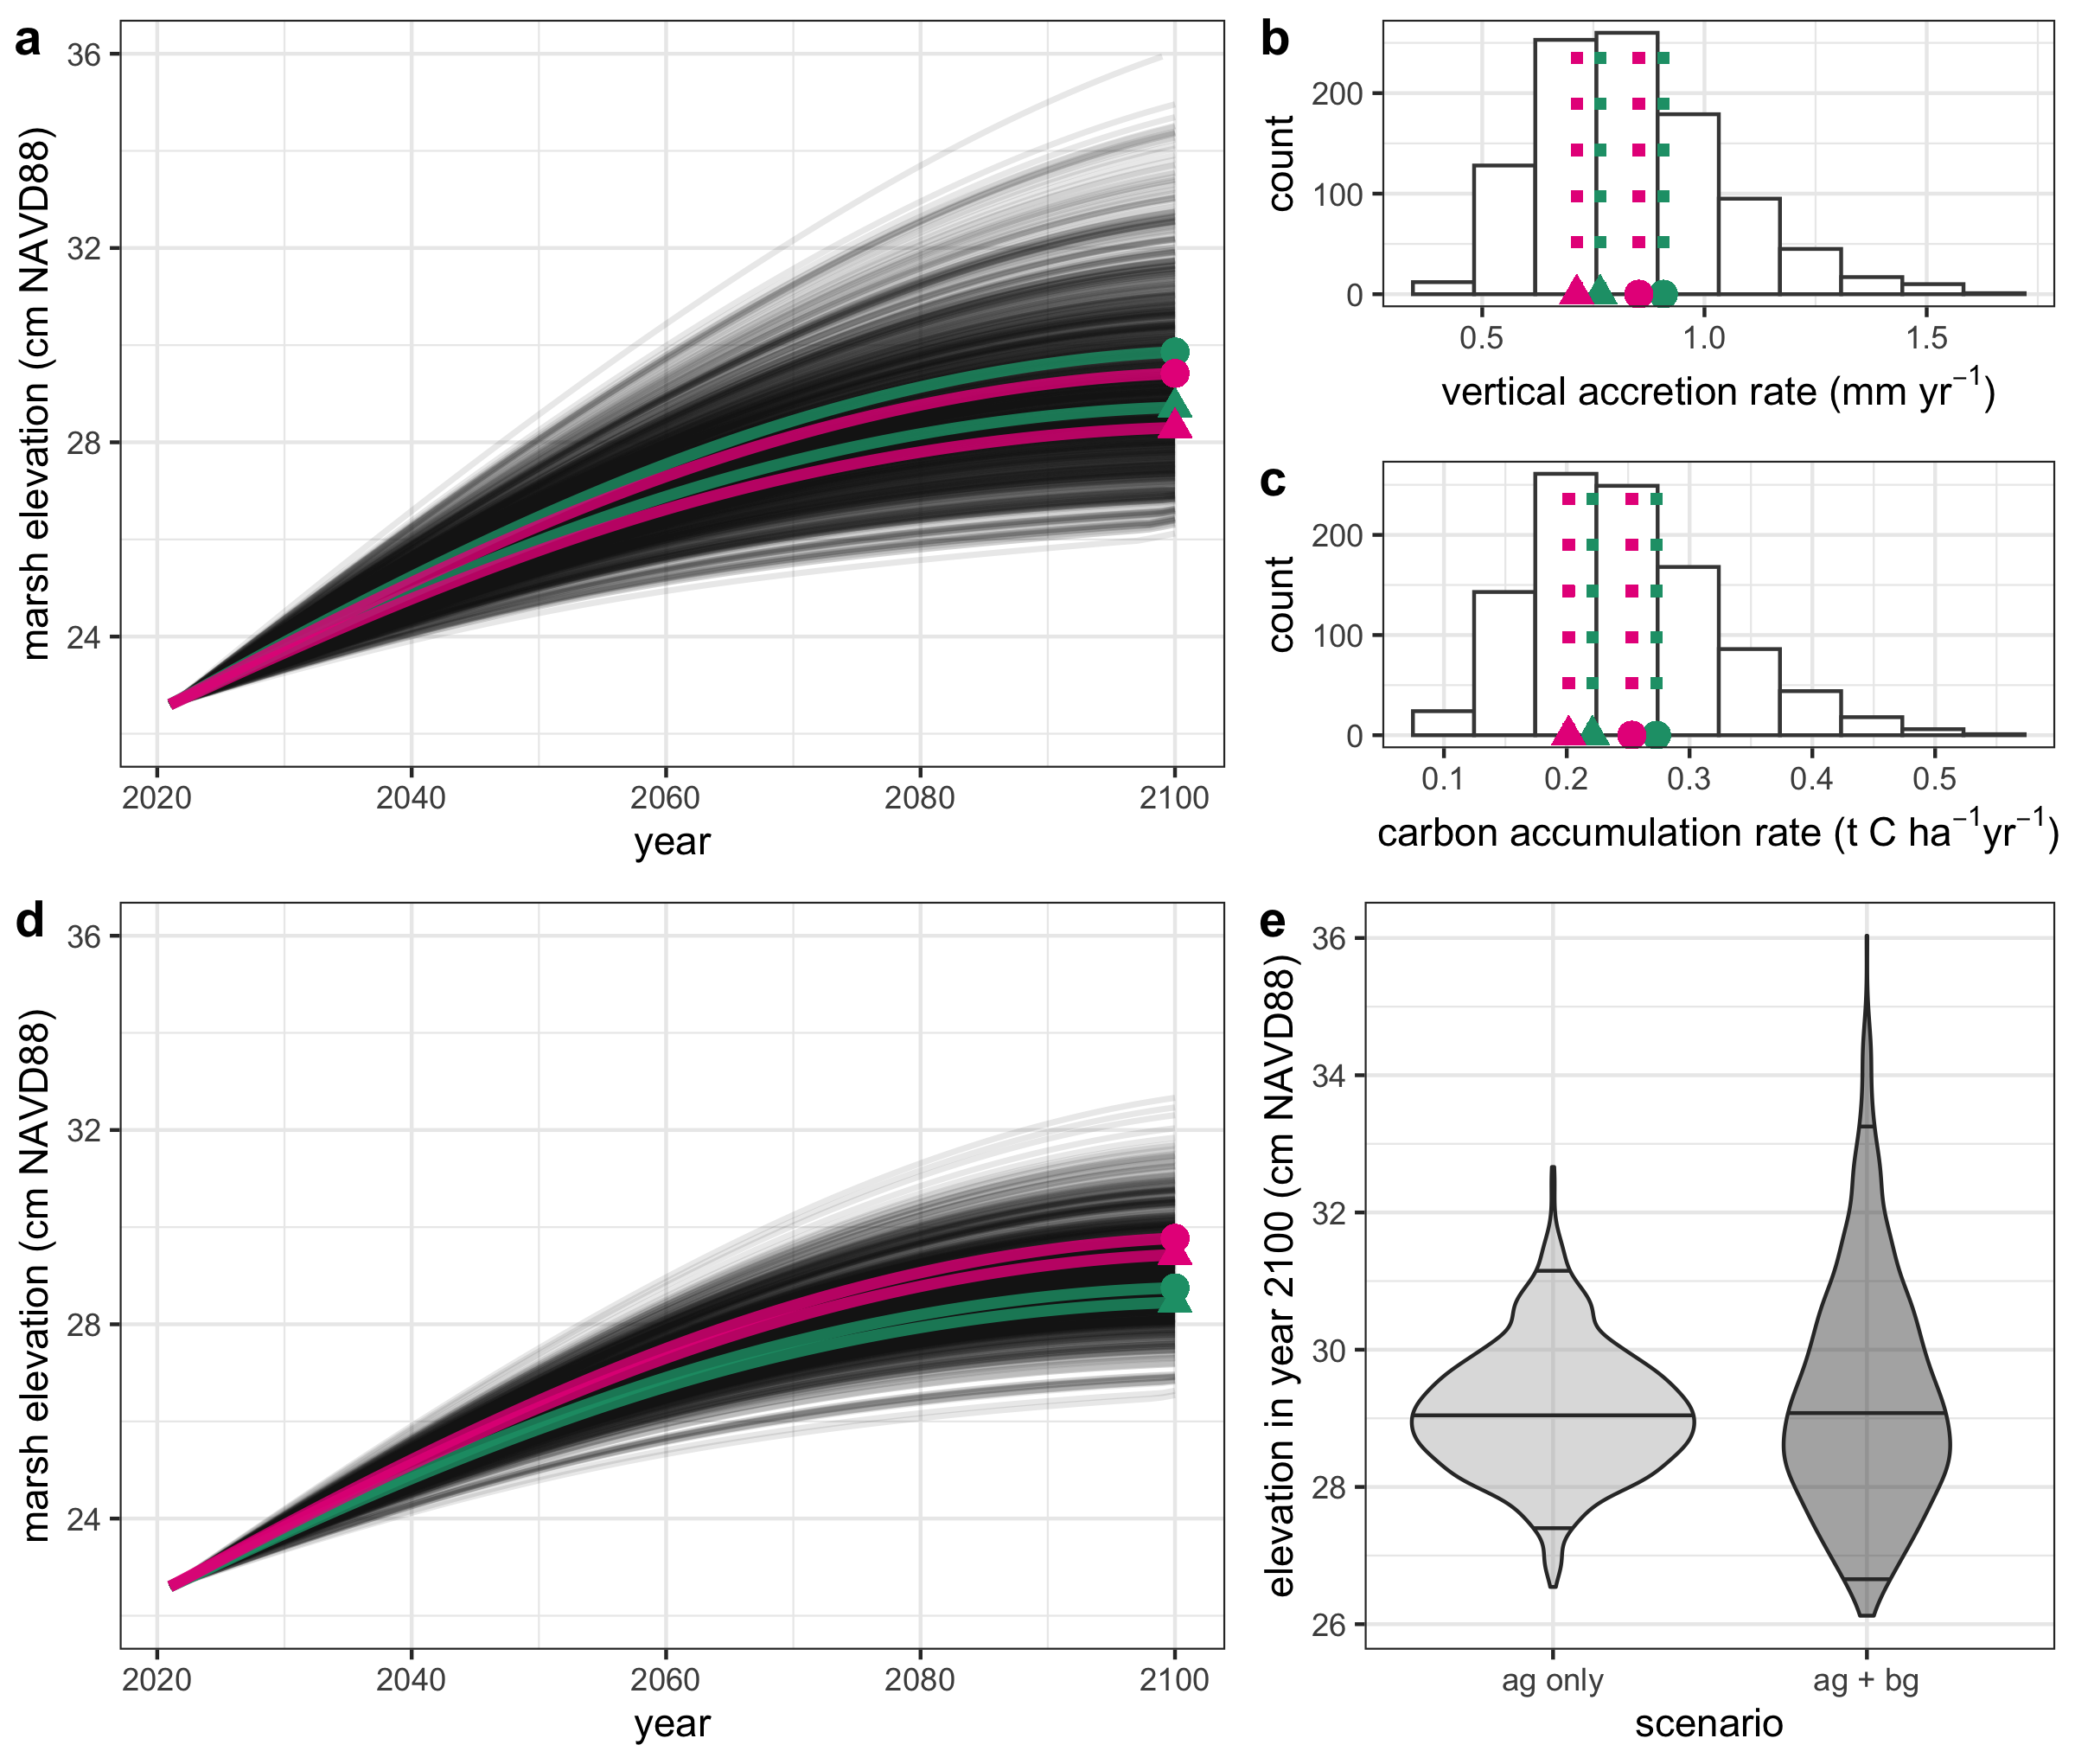 a
36
32
28
24
marsh elevation (cm NAVD88)
2020 2040 2060 2080 2100
year
b
200
100
0
count
0.5 1.0 1.5
vertical accretion rate (mm yr⁻¹)
c
200
100
0
count
0.1 0.2 0.3 0.4 0.5
carbon accumulation rate (t C ha⁻¹yr⁻¹)
d
36
32
28
24
marsh elevation (cm NAVD88)
2020 2040 2060 2080 2100
year
e
36
34
32
30
28
26
elevation in year 2100 (cm NAVD88)
ag only ag + bg
scenario